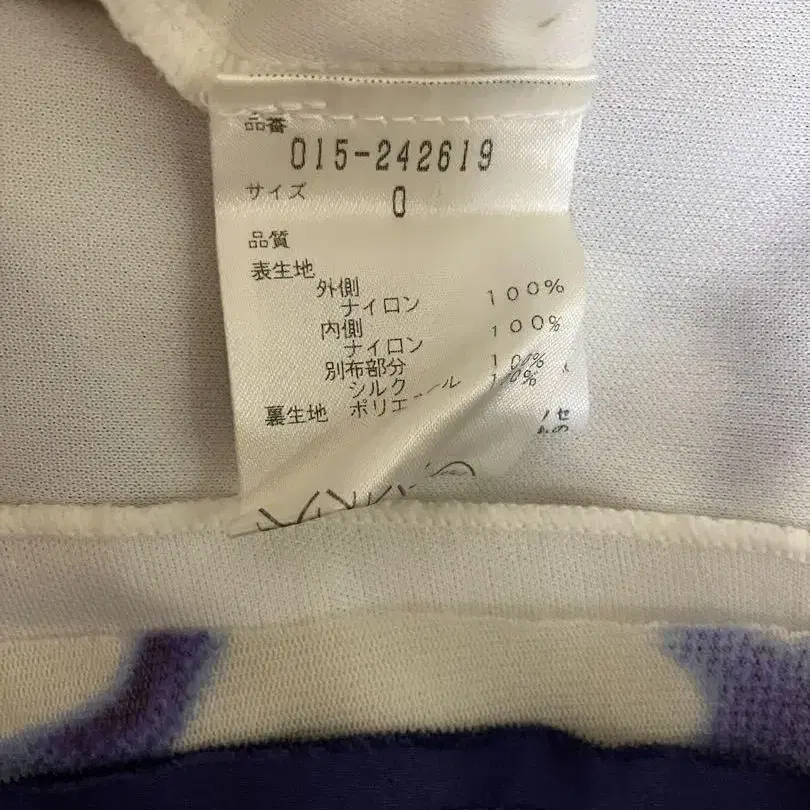 品番
015-242619
サイズ
0
品質
表生地
外側
ナイロン 100%
内側
ナイロン 100%
別布部分
シルク 100%
裏生地